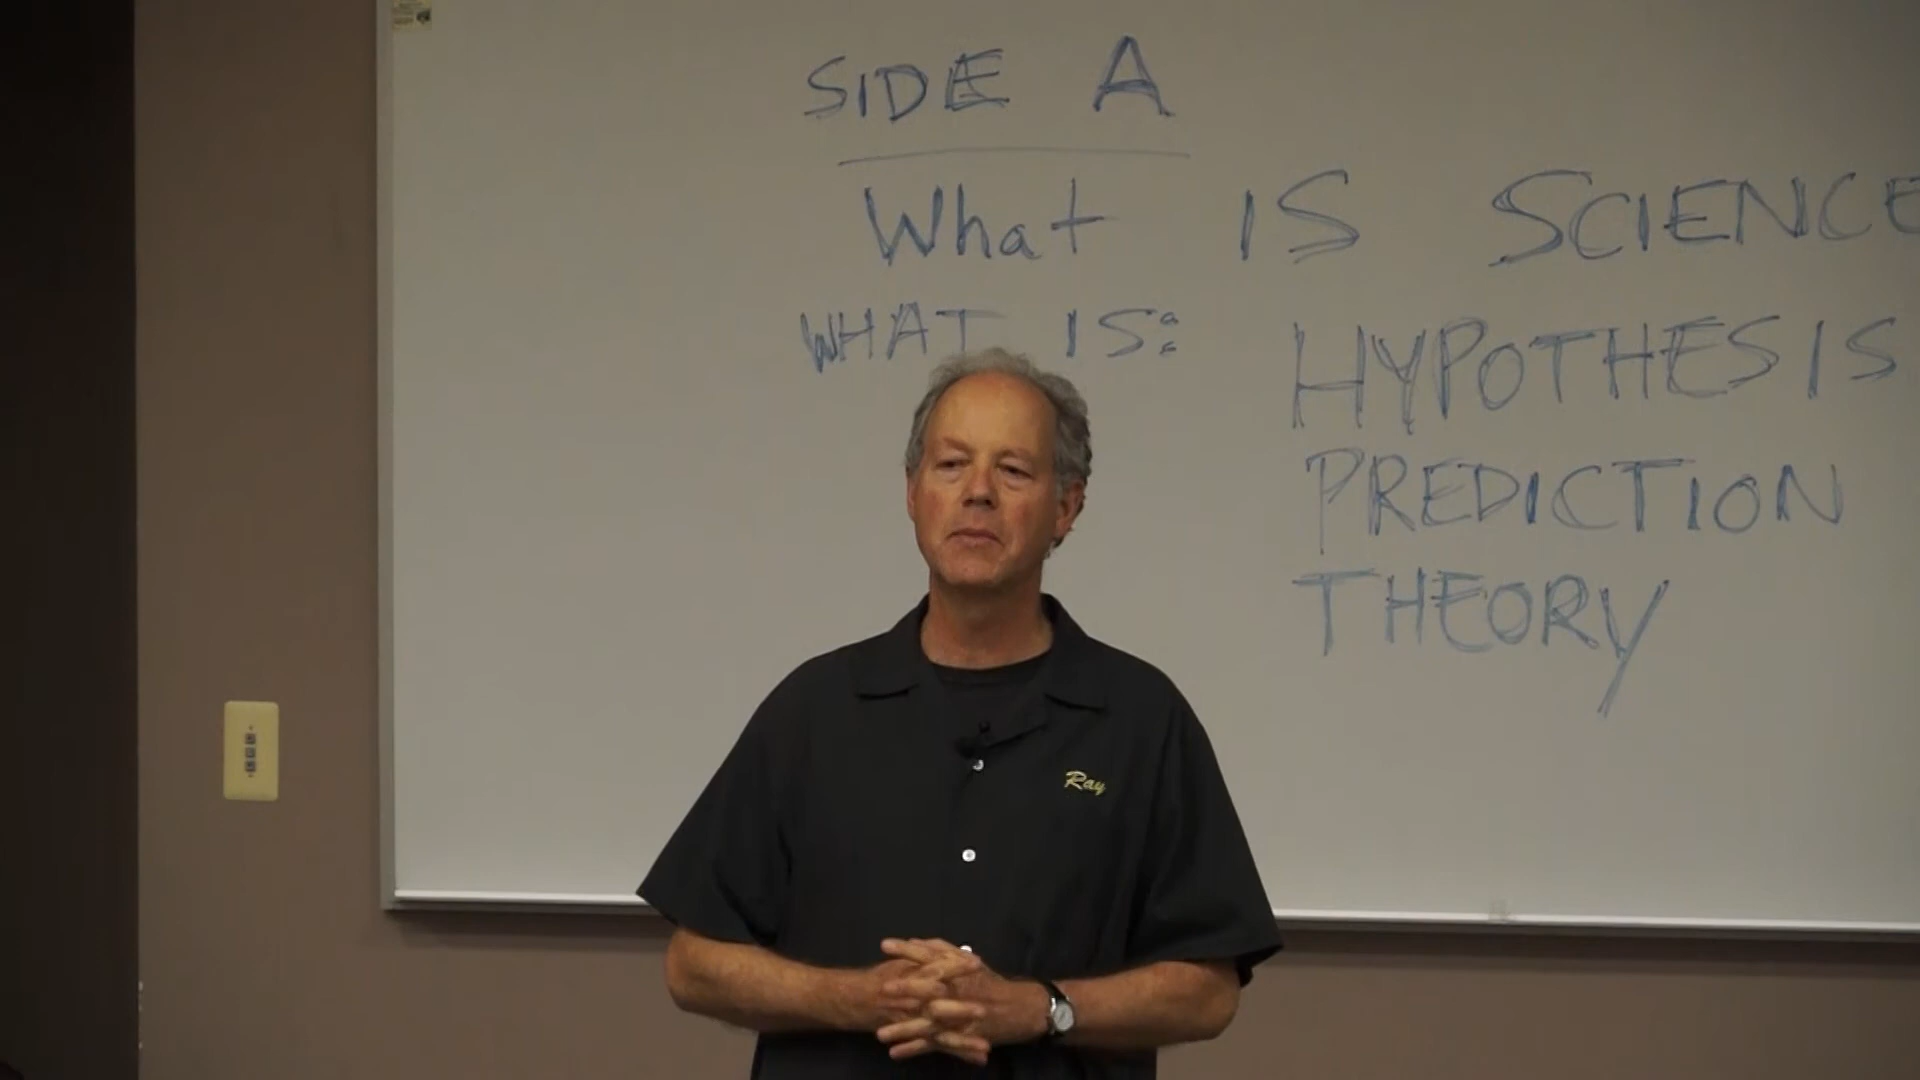 SIDE A
What IS SCIENCE
WHAT IS: HYPOTHESIS
PREDICTION
THEORY
Ray